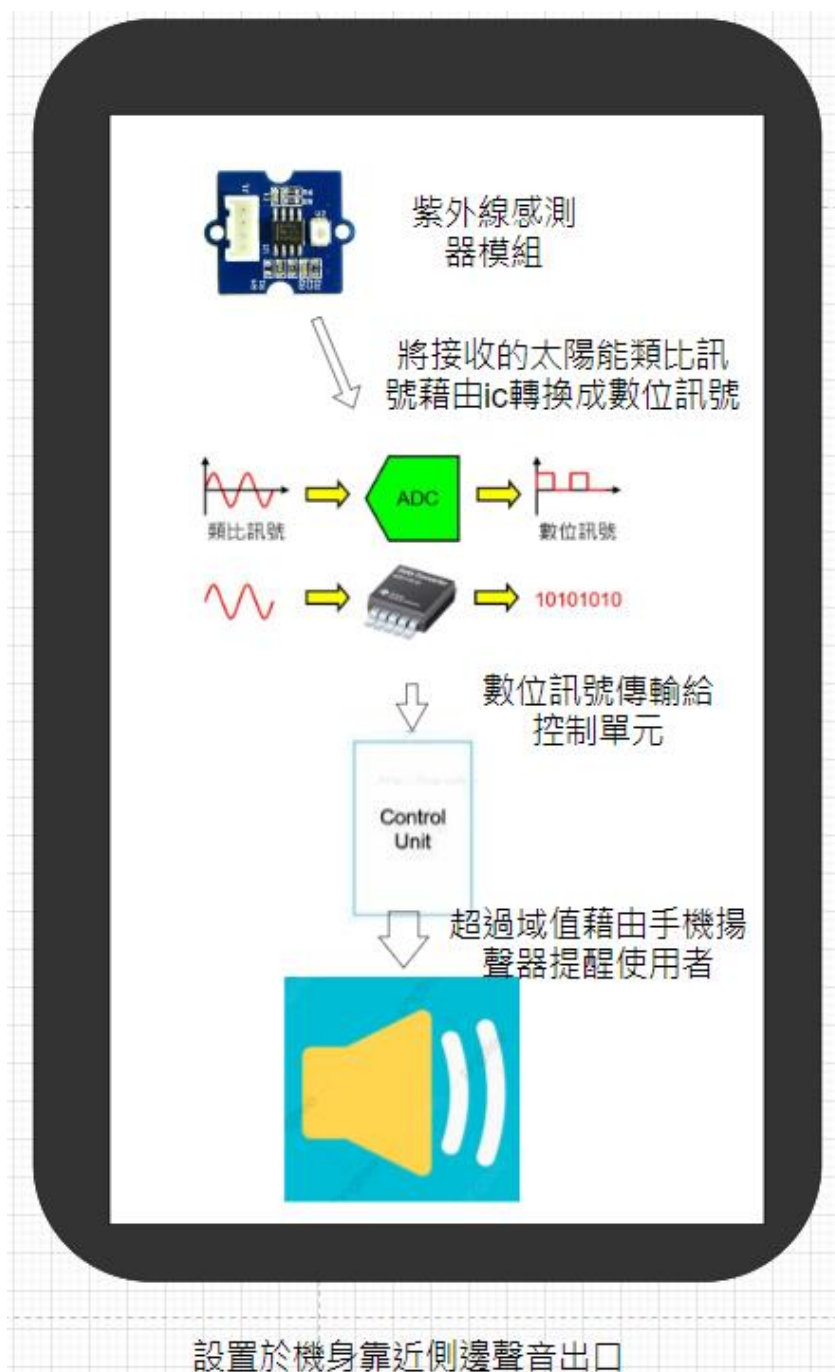 紫外線感測
器模組
將接收的太陽能類比訊
號藉由ic轉換成數位訊號
ADC
類比訊號
數位訊號
10101010
數位訊號傳輸給
控制單元
Control
Unit
超過域值藉由手機揚
聲器提醒使用者
設置於機身靠近側邊聲音出口